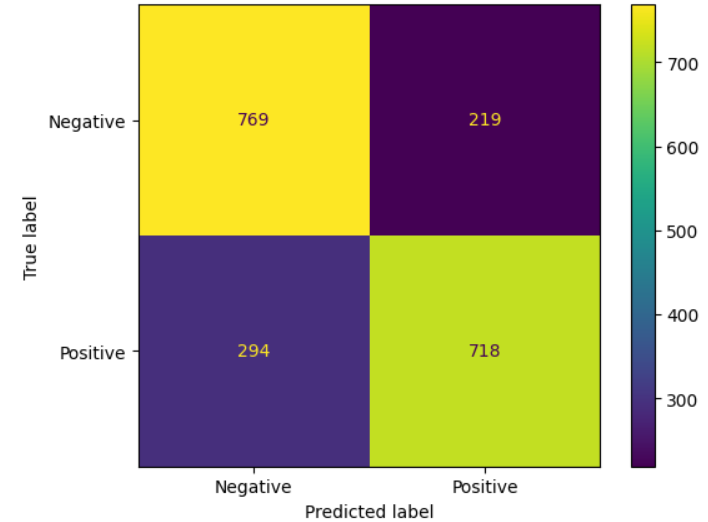 True label
Negative
769
219
Positive
294
718
Negative
Positive
Predicted label
700
600
500
400
300